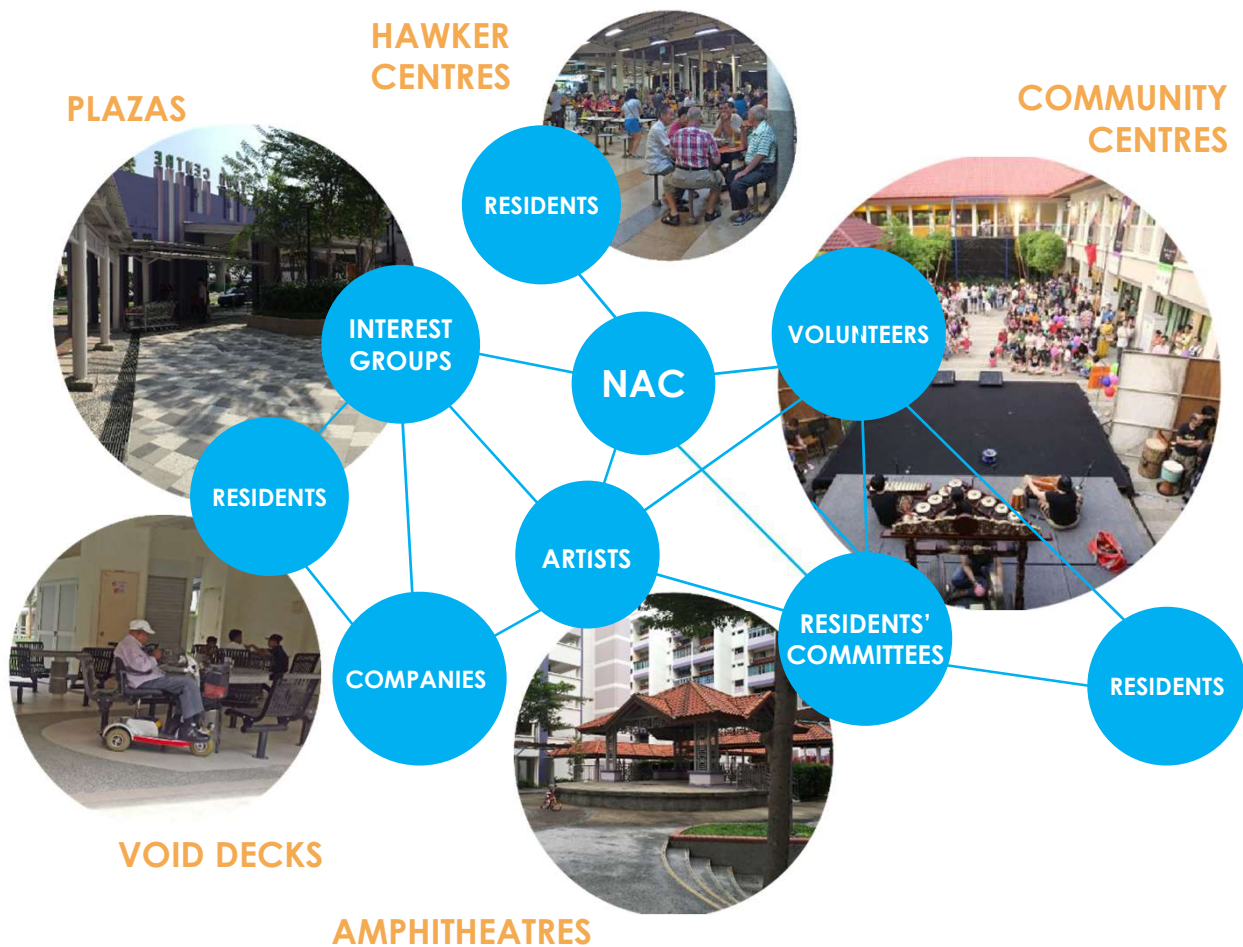 HAWKER
CENTRES
PLAZAS
COMMUNITY
CENTRES
RESIDENTS
INTEREST
GROUPS
NAC
VOLUNTEERS
RESIDENTS
ARTISTS
COMPANIES
RESIDENTS’
COMMITTEES
RESIDENTS
VOID DECKS
AMPHITHEATRES